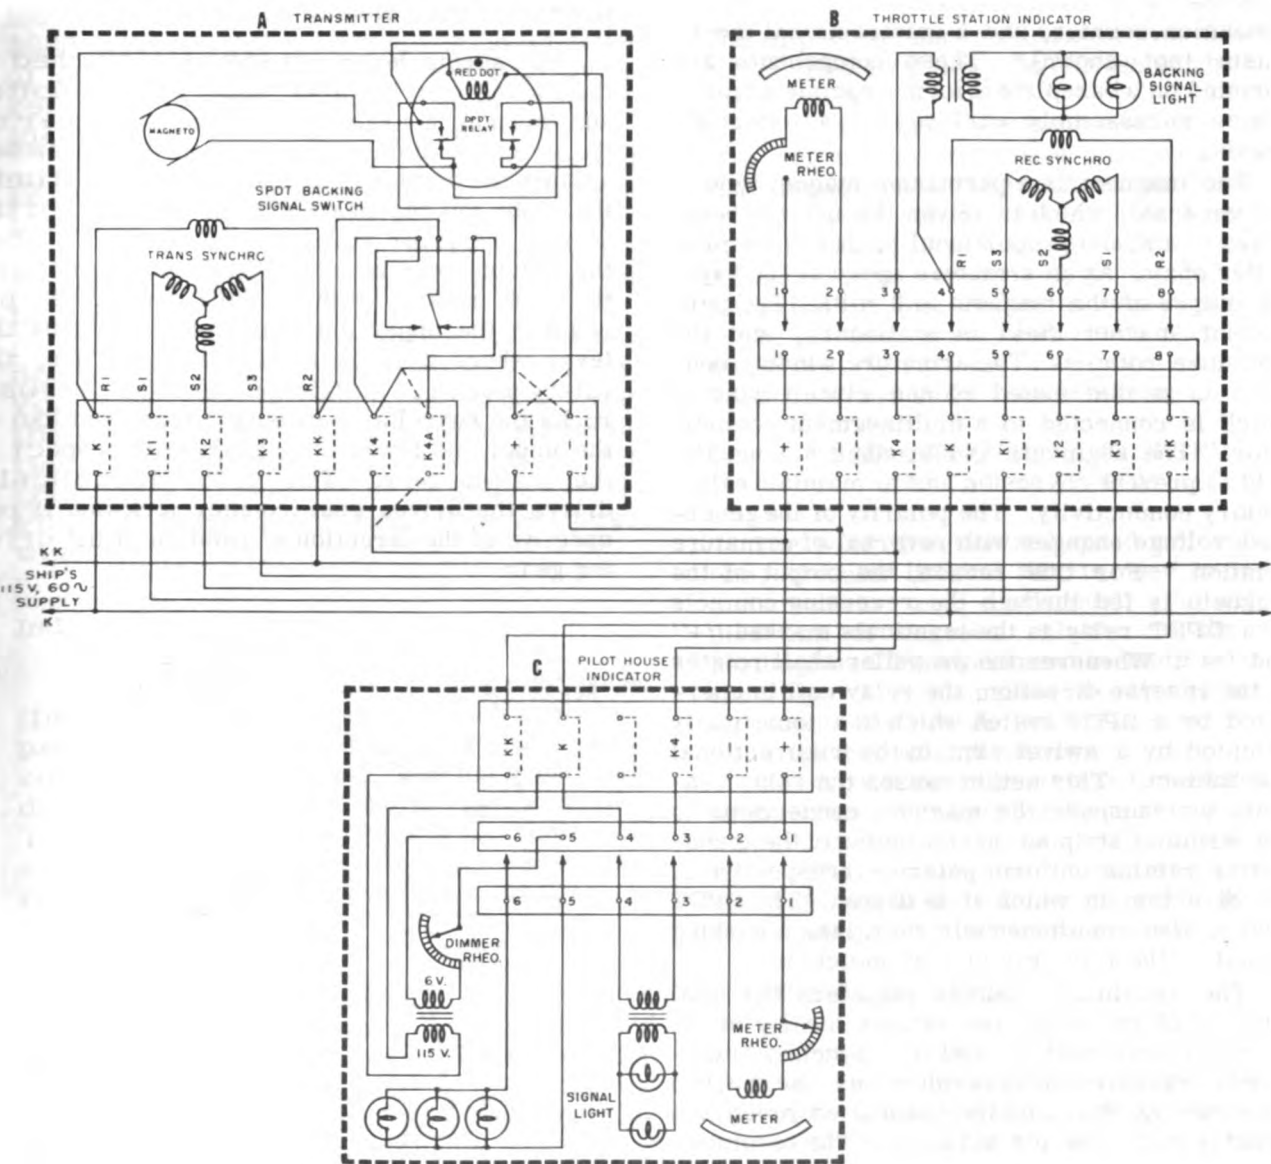 A TRANSMITTER
RED DOT
DPDT
RELAY
MAGNETO
SPDT BACKING
SIGNAL SWITCH
TRANS SYNCHRO
R1 S1 S2 S3 R2
K K1 K2 K3 KK K4 K4A + -
KK
SHIP'S
115V, 60∿
SUPPLY
K
B THROTTLE STATION INDICATOR
METER
METER
RHEO.
BACKING
SIGNAL
LIGHT
REC SYNCHRO
R1 S3 S2 S1 R2
1 2 3 4 5 6 7 8
1 2 3 4 5 6 7 8
+ - K4 K K1 K2 K3 KK
C PILOT HOUSE
INDICATOR
KK K K4 - +
6 5 4 3 2 1
6 5 4 3 2 1
DIMMER
RHEO.
6 V.
115 V.
SIGNAL
LIGHT
METER
RHEO.
METER